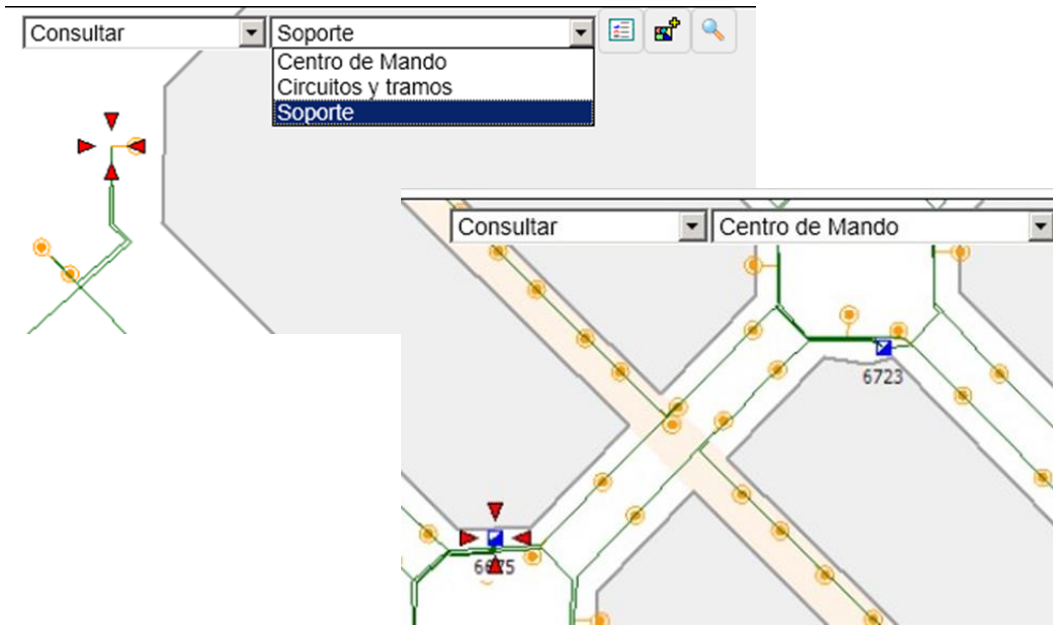 Consultar
Soporte
Centro de Mando
Circuitos y tramos
Soporte
Consultar
Centro de Mando
6723